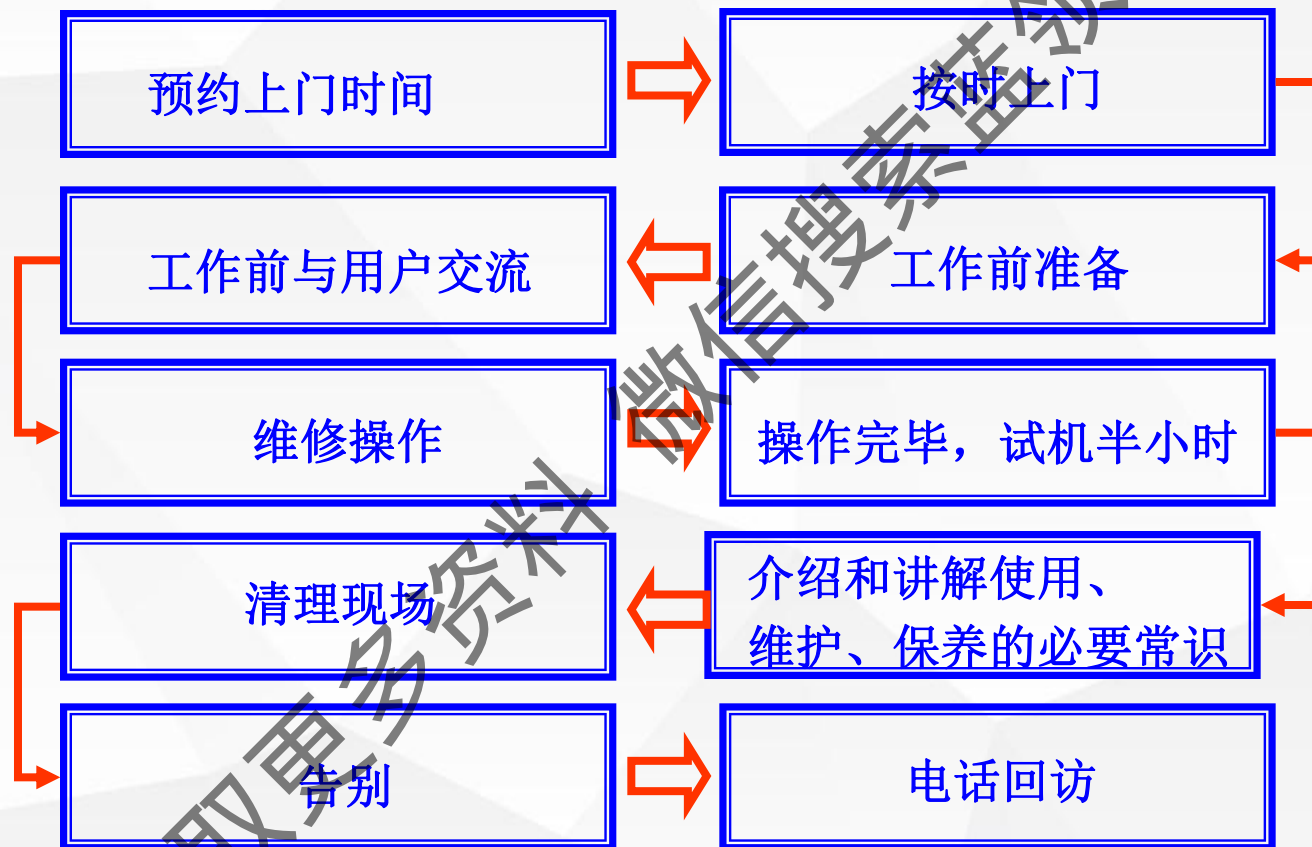 预约上门时间
按时上门
工作前准备
工作前与用户交流
维修操作
操作完毕，试机半小时
介绍和讲解使用、
维护、保养的必要常识
清理现场
告别
电话回访
取更多资料 微信搜索蓝领